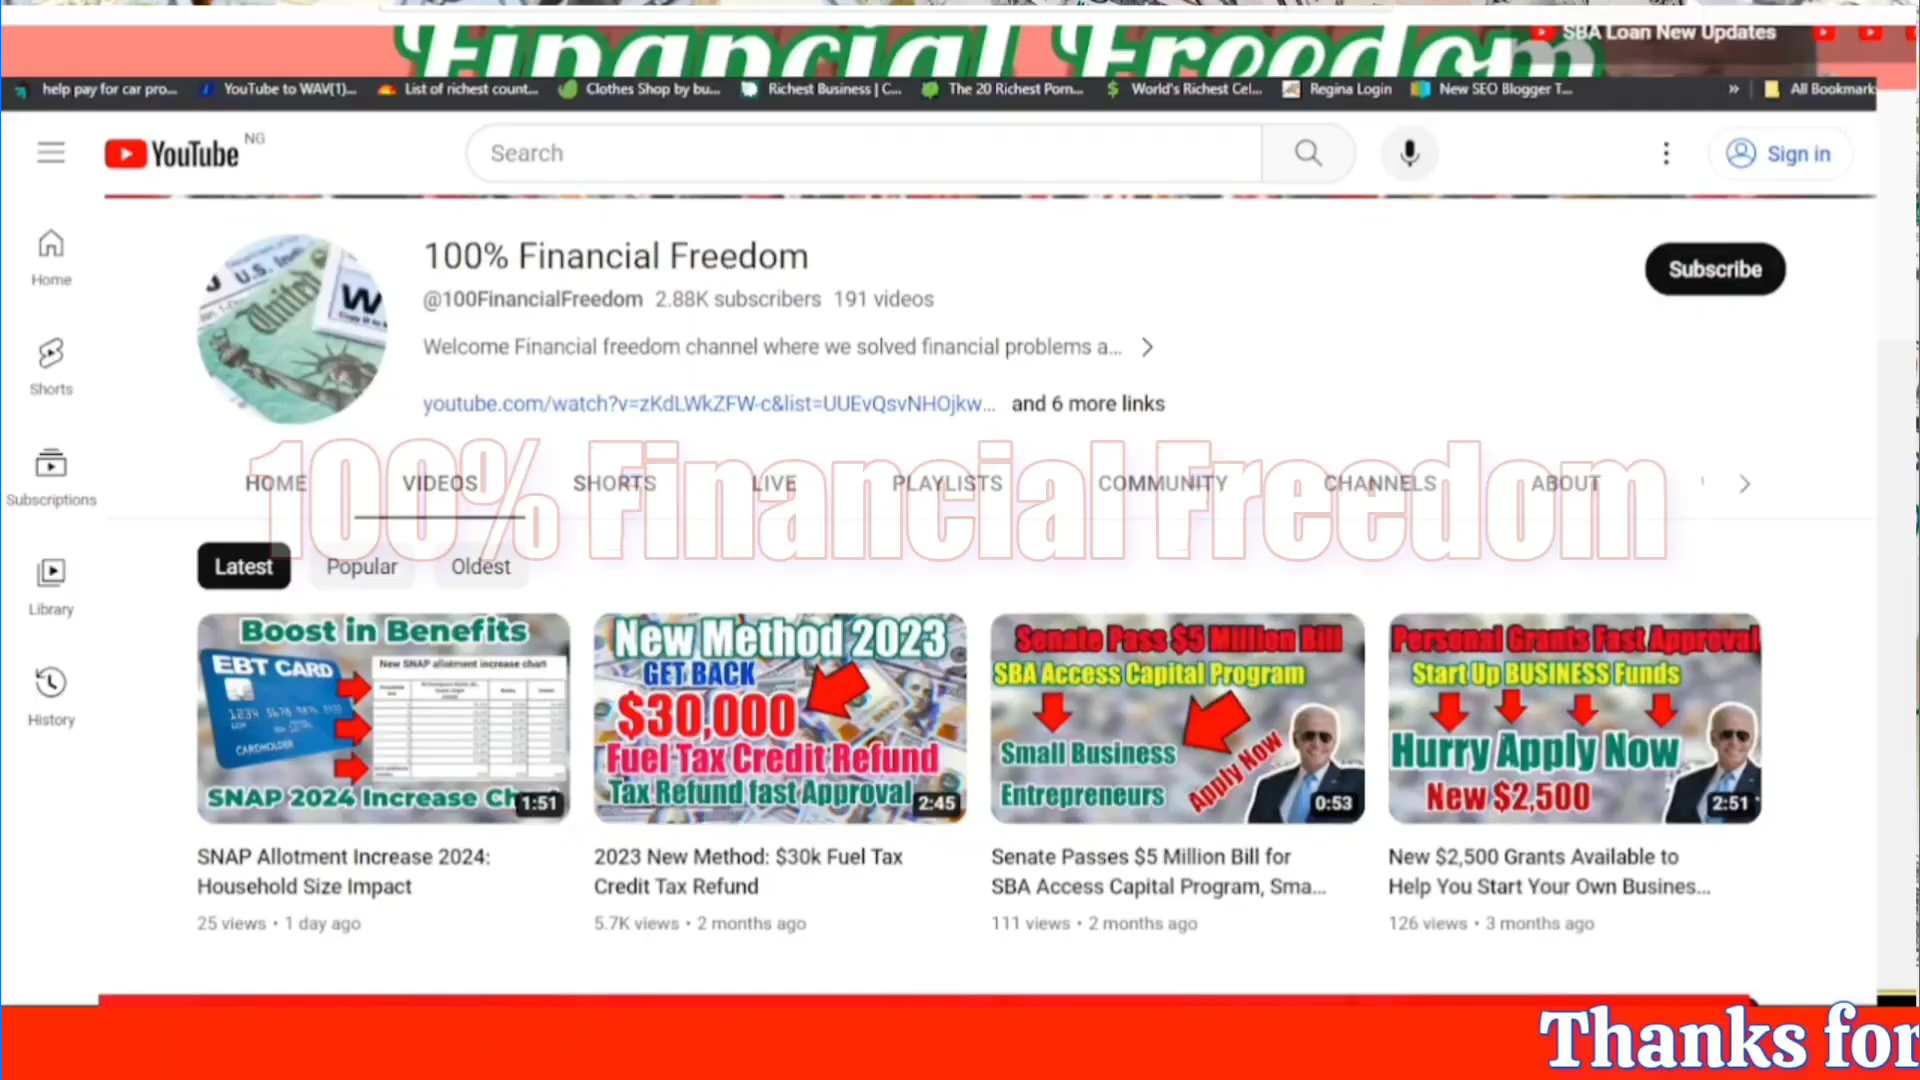 Financial Freedom
SBA Loan New Updates
help pay for car pro...
YouTube to WAV(1)...
List of richest count...
Clothes Shop by bu...
Richest Business | C...
The 20 Richest Porn...
World's Richest Cel...
Regina Login
New SEO Blogger T...
»
All Bookmark
YouTube NG
Search
Sign in
100% Financial Freedom
@100FinancialFreedom 2.88K subscribers 191 videos
Welcome Financial freedom channel where we solved financial problems a...
youtube.com/watch?v=zKdLWkZFW-c&list=UUEvQsvNHOjkw... and 6 more links
Subscribe
Home
Shorts
Subscriptions
Library
History
100% Financial Freedom
HOME
VIDEOS
SHORTS
LIVE
PLAYLISTS
COMMUNITY
CHANNELS
ABOUT
Latest
Popular
Oldest
Boost in Benefits
EBT CARD
New SNAP allotment increase chart
CARDHOLDER
SNAP 2024 Increase
1:51
SNAP Allotment Increase 2024:
Household Size Impact
25 views • 1 day ago
New Method 2023
GET BACK
$30,000
Fuel Tax Credit Refund
Tax Refund fast Approval
2:45
2023 New Method: $30k Fuel Tax
Credit Tax Refund
5.7K views • 2 months ago
Senate Pass $5 Million Bill
SBA Access Capital Program
Small Business
Entrepreneurs
Apply Now
0:53
Senate Passes $5 Million Bill for
SBA Access Capital Program, Sma...
111 views • 2 months ago
Personal Grants Fast Approval
Start Up BUSINESS Funds
Hurry Apply Now
New $2,500
2:51
New $2,500 Grants Available to
Help You Start Your Own Busines...
126 views • 3 months ago
Thanks for